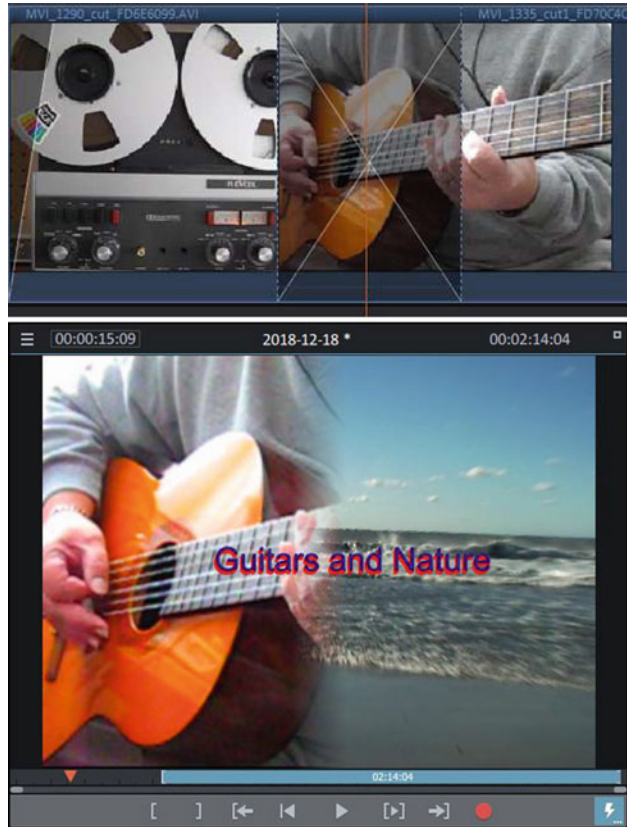 MVI_1290_cut_FD6E6099.AVI
MVI_1335_cut1_FD70C4C
REVOX
00:00:15:09
2018-12-18 *
00:02:14:04
Guitars and Nature
02:14:04